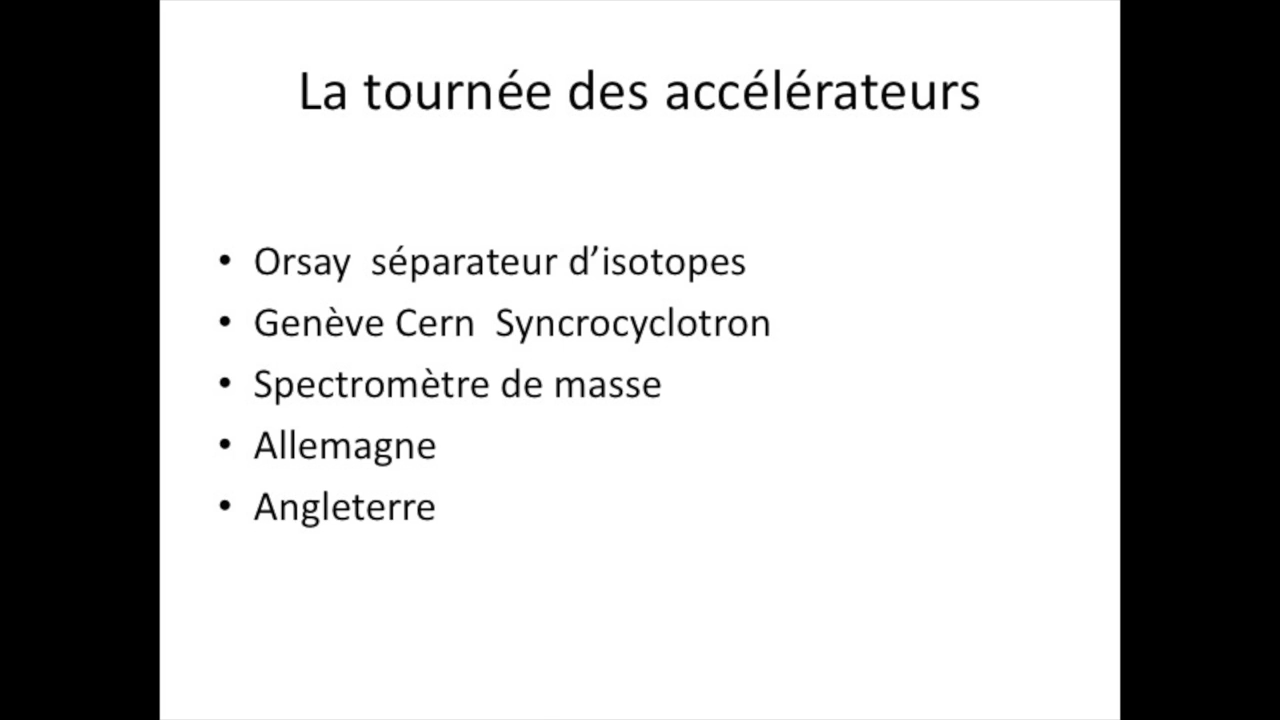 La tournée des accélérateurs
• Orsay  séparateur d’isotopes
• Genève Cern  Syncrocyclotron
• Spectromètre de masse
• Allemagne
• Angleterre